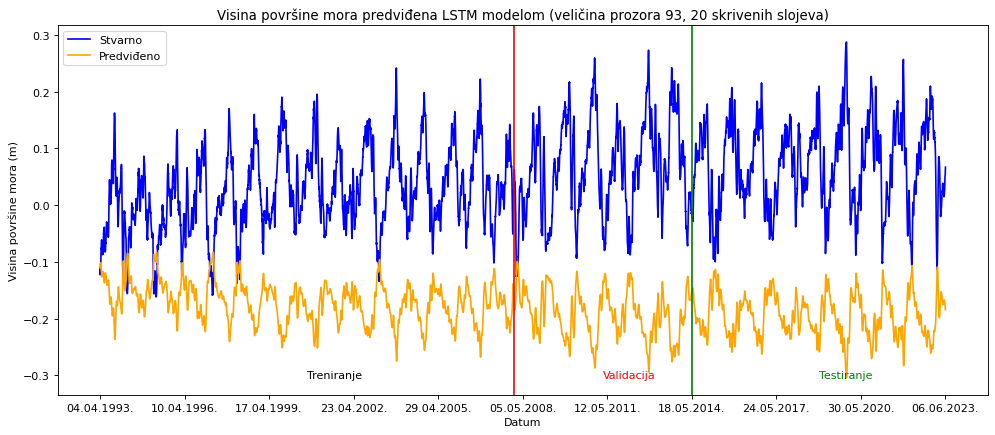 Visina površine mora predviđena LSTM modelom (veličina prozora 93, 20 skrivenih slojeva)
Stvarno
Predviđeno
0.3
0.2
0.1
0.0
−0.1
−0.2
−0.3
Visina površine mora (m)
Treniranje
Validacija
Testiranje
04.04.1993. 10.04.1996. 17.04.1999. 23.04.2002. 29.04.2005. 05.05.2008. 12.05.2011. 18.05.2014. 24.05.2017. 30.05.2020. 06.06.2023.
Datum